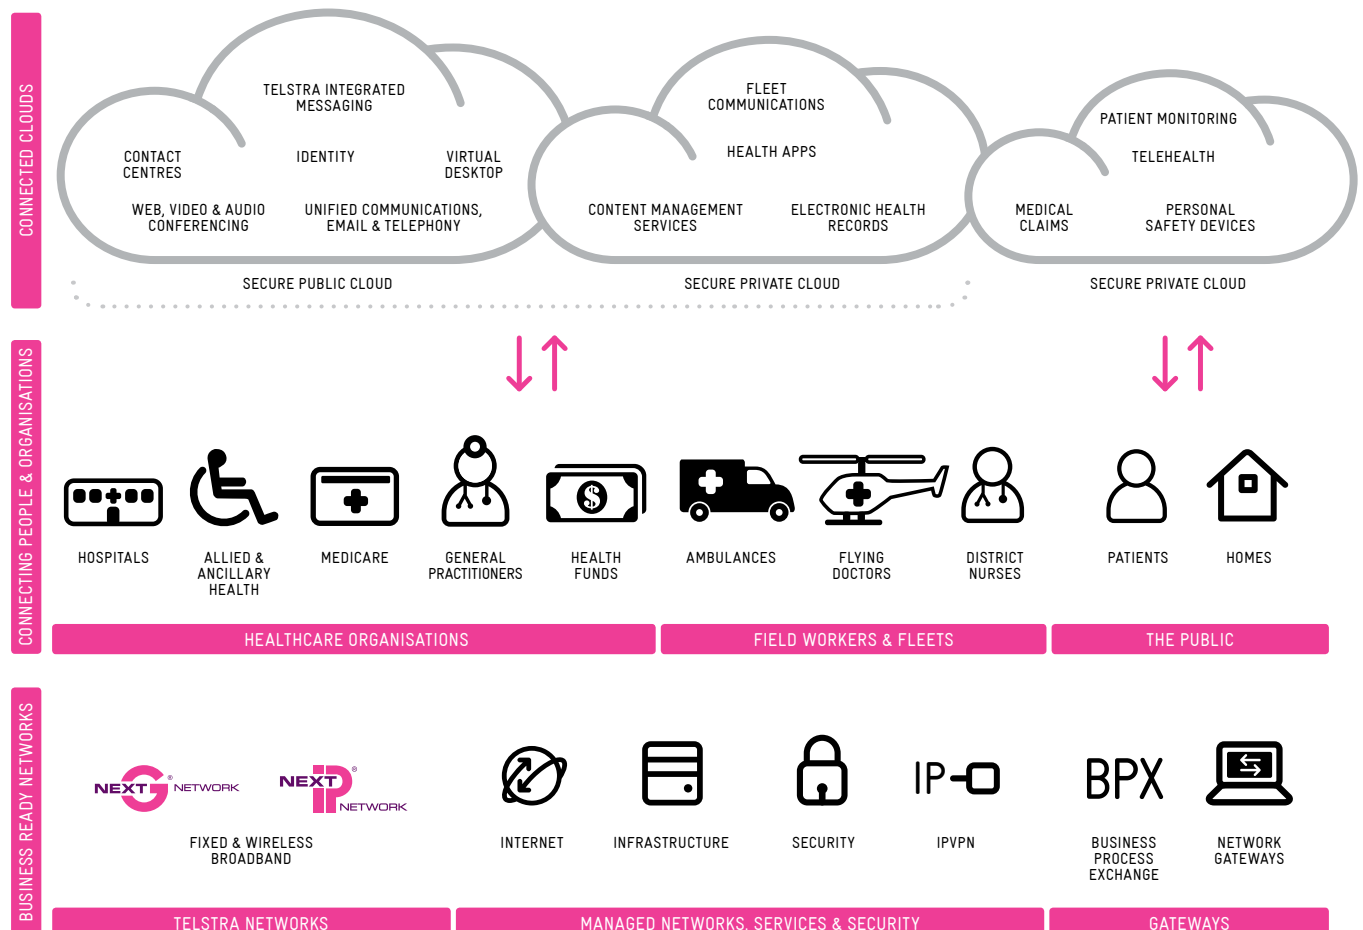 CONNECTED CLOUDS
TELSTRA INTEGRATED
MESSAGING
CONTACT
CENTRES
IDENTITY
VIRTUAL
DESKTOP
WEB, VIDEO & AUDIO
CONFERENCING
UNIFIED COMMUNICATIONS,
EMAIL & TELEPHONY
SECURE PUBLIC CLOUD
FLEET
COMMUNICATIONS
HEALTH APPS
CONTENT MANAGEMENT
SERVICES
ELECTRONIC HEALTH
RECORDS
SECURE PRIVATE CLOUD
PATIENT MONITORING
TELEHEALTH
MEDICAL
CLAIMS
PERSONAL
SAFETY DEVICES
SECURE PRIVATE CLOUD
CONNECTING PEOPLE & ORGANISATIONS
$
HOSPITALS
ALLIED &
ANCILLARY
HEALTH
MEDICARE
GENERAL
PRACTITIONERS
HEALTH
FUNDS
AMBULANCES
FLYING
DOCTORS
DISTRICT
NURSES
PATIENTS
HOMES
HEALTHCARE ORGANISATIONS
FIELD WORKERS & FLEETS
THE PUBLIC
BUSINESS READY NETWORKS
NEXT G® NETWORK
NEXT IP® NETWORK
FIXED & WIRELESS
BROADBAND
INTERNET
INFRASTRUCTURE
SECURITY
IP
IPVPN
BPX
BUSINESS
PROCESS
EXCHANGE
NETWORK
GATEWAYS
TELSTRA NETWORKS
MANAGED NETWORKS, SERVICES & SECURITY
GATEWAYS